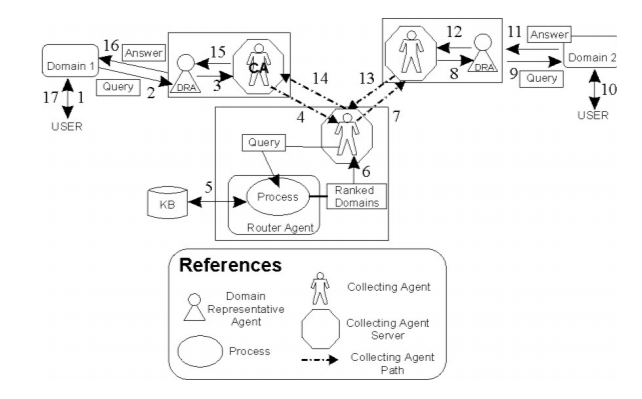 16
Answer
Domain 1
15
DRA
CA
Query
2
3
17
1
USER
14
4
13
7
12
11
Answer
Domain 2
8
DRA
9
Query
10
USER
Query
6
KB
5
Process
Ranked
Domains
Router Agent
References
Domain
Representative
Agent
Collecting Agent
Collecting Agent
Server
Process
Collecting Agent
Path